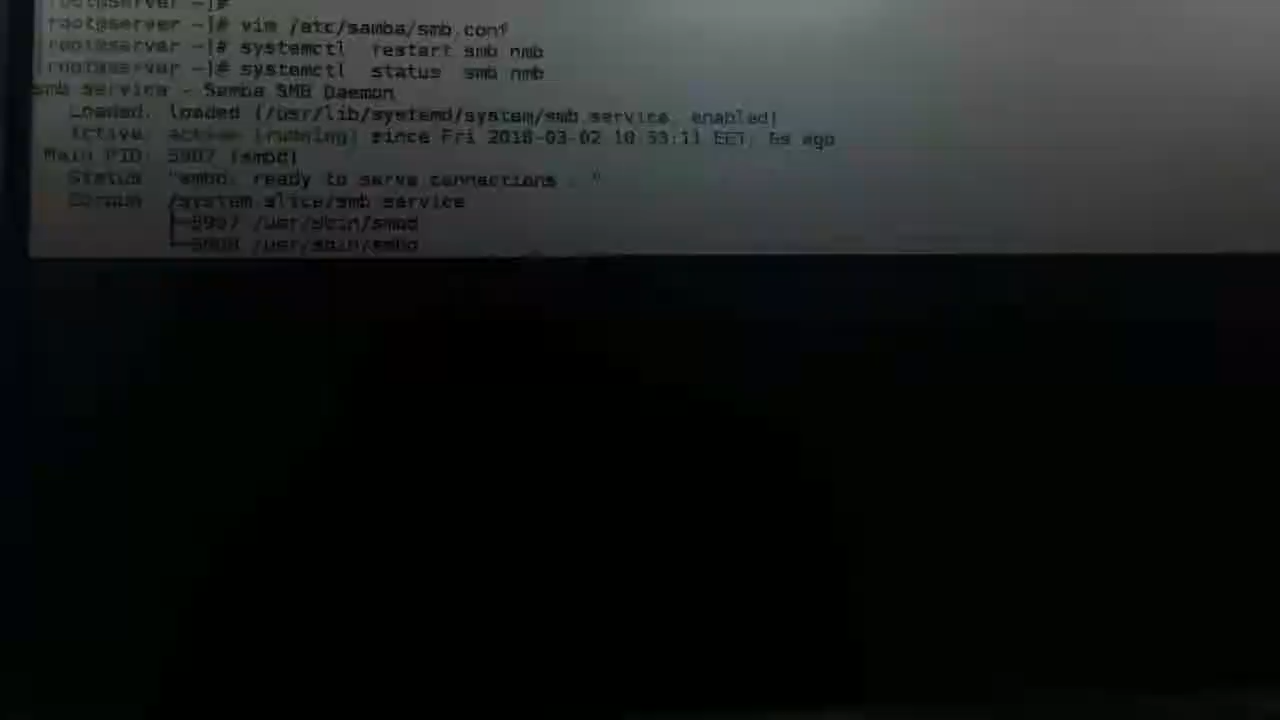 [root@server ~]#
[root@server ~]# vim /etc/samba/smb.conf
[root@server ~]# systemctl restart smb nmb
[root@server ~]# systemctl status smb nmb
smb.service - Samba SMB Daemon
Loaded: loaded (/usr/lib/systemd/system/smb.service; enabled)
Active: active (running) since Fri 2018-03-02 10:33:11 EET; 6s ago
Main PID: 5907 (smbd)
Status: "smbd: ready to serve connections..."
CGroup: /system.slice/smb.service
├─5907 /usr/sbin/smbd
└─5908 /usr/sbin/smbd